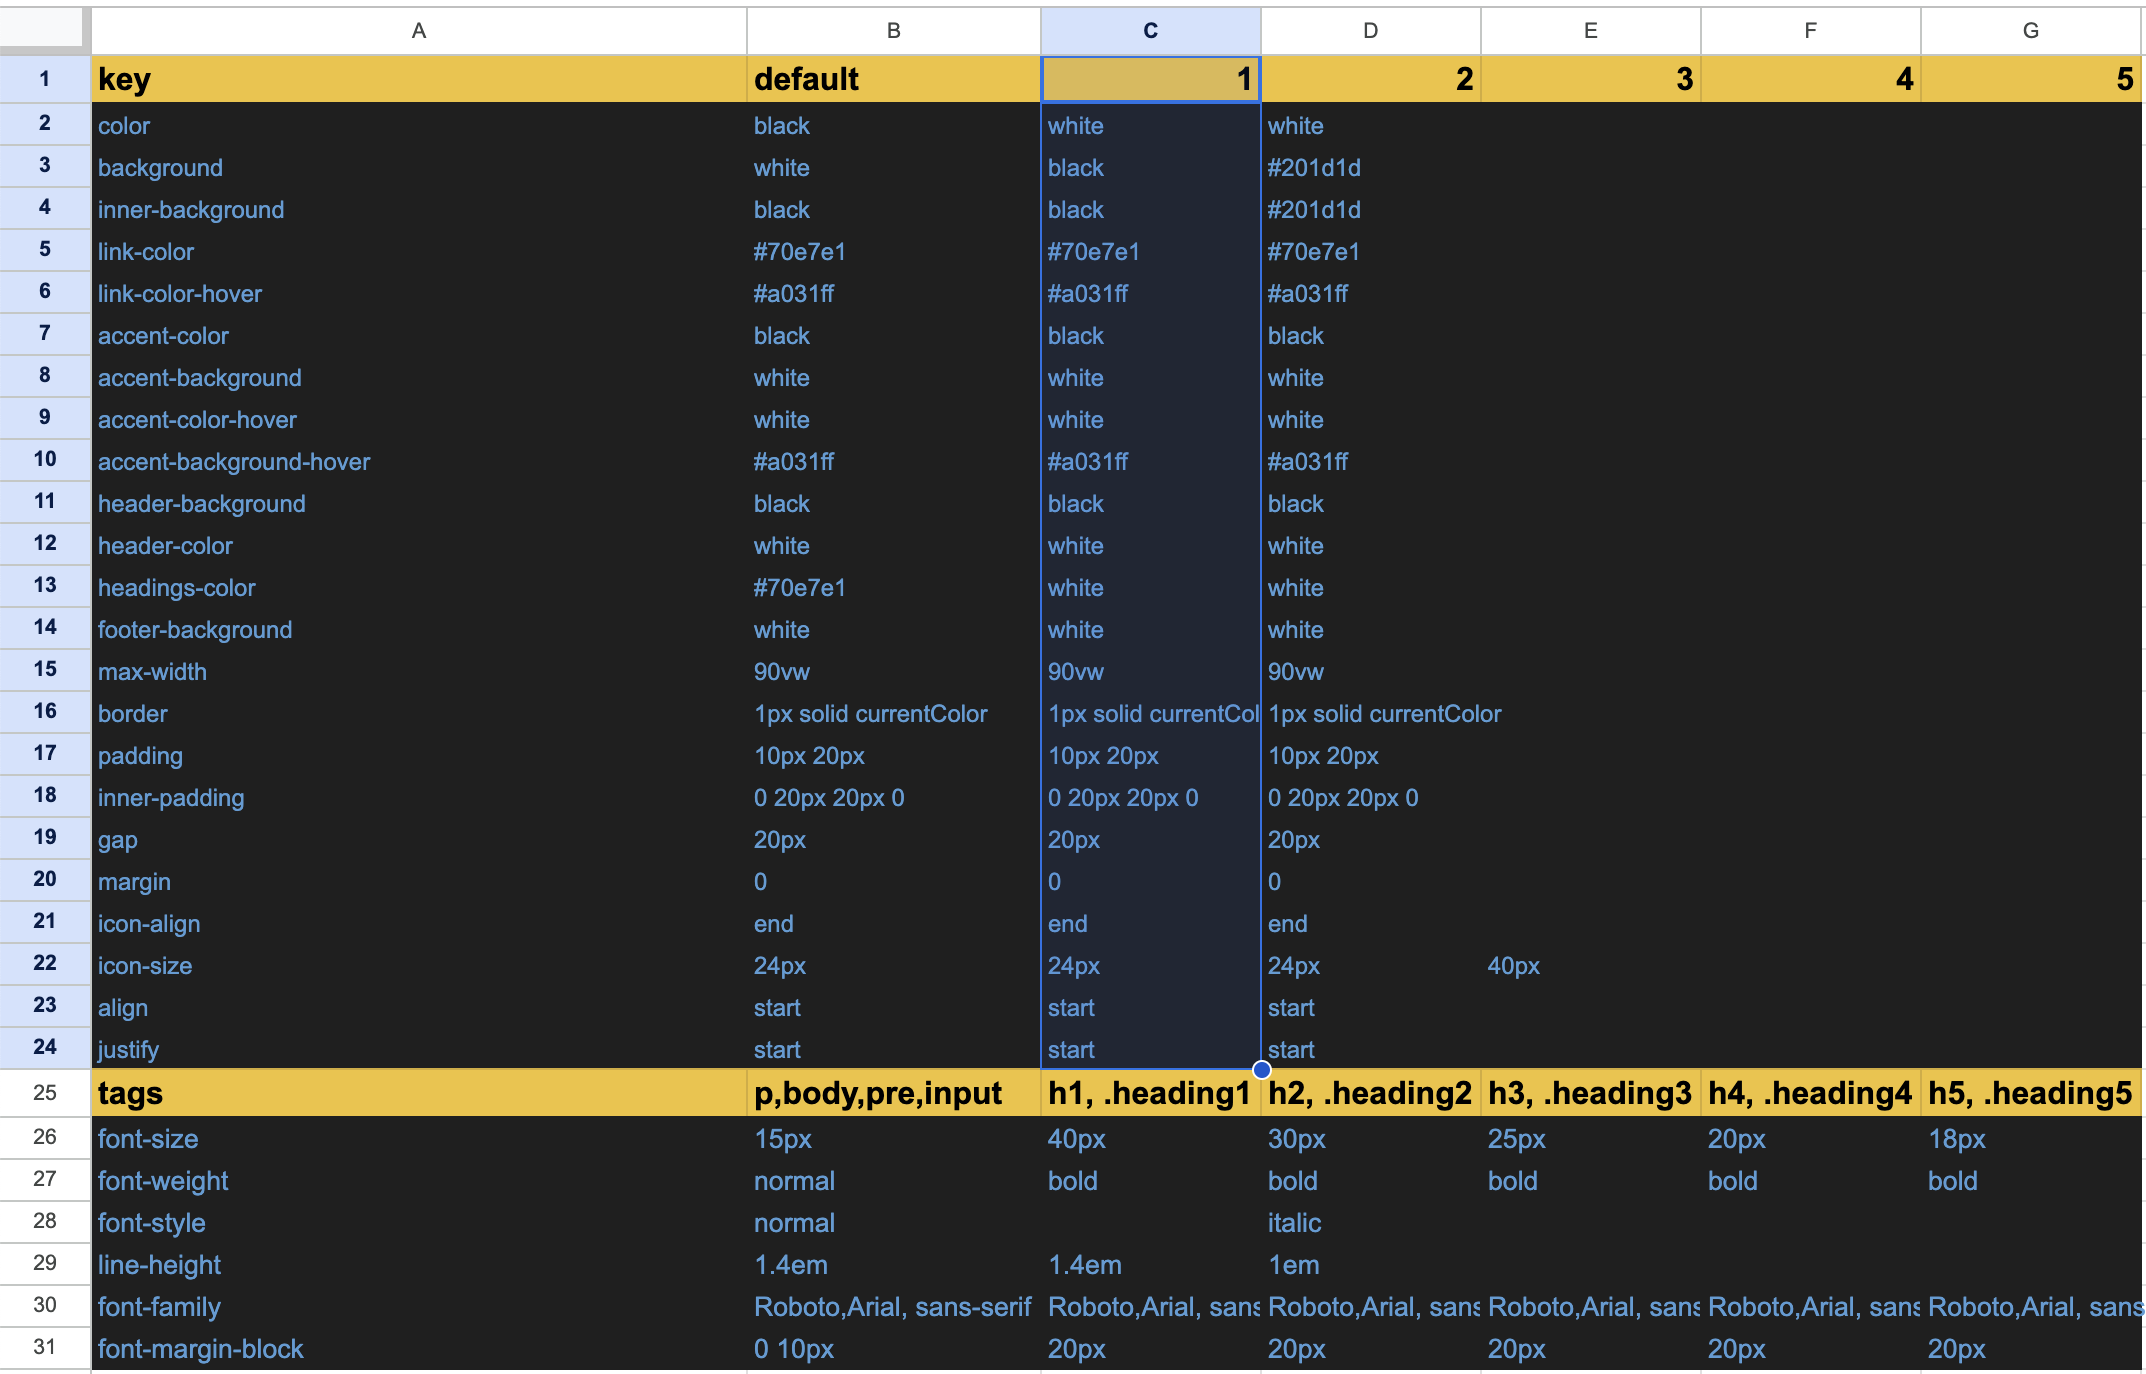 A B C D E F G
1 key default 1 2 3 4 5
2 color black white white
3 background white black #201d1d
4 inner-background black black #201d1d
5 link-color #70e7e1 #70e7e1 #70e7e1
6 link-color-hover #a031ff #a031ff #a031ff
7 accent-color black black black
8 accent-background white white white
9 accent-color-hover white white white
10 accent-background-hover #a031ff #a031ff #a031ff
11 header-background black black black
12 header-color white white white
13 headings-color #70e7e1 white white
14 footer-background white white white
15 max-width 90vw 90vw 90vw
16 border 1px solid currentColor 1px solid currentCol 1px solid currentColor
17 padding 10px 20px 10px 20px 10px 20px
18 inner-padding 0 20px 20px 0 0 20px 20px 0 0 20px 20px 0
19 gap 20px 20px 20px
20 margin 0 0 0
21 icon-align end end end
22 icon-size 24px 24px 24px 40px
23 align start start start
24 justify start start start
25 tags p,body,pre,input h1, .heading1 h2, .heading2 h3, .heading3 h4, .heading4 h5, .heading5
26 font-size 15px 40px 30px 25px 20px 18px
27 font-weight normal bold bold bold bold bold
28 font-style normal italic
29 line-height 1.4em 1.4em 1em
30 font-family Roboto,Arial, sans-serif Roboto,Arial, sans Roboto,Arial, sans Roboto,Arial, sans Roboto,Arial, sans Roboto,Arial, sans
31 font-margin-block 0 10px 20px 20px 20px 20px 20px